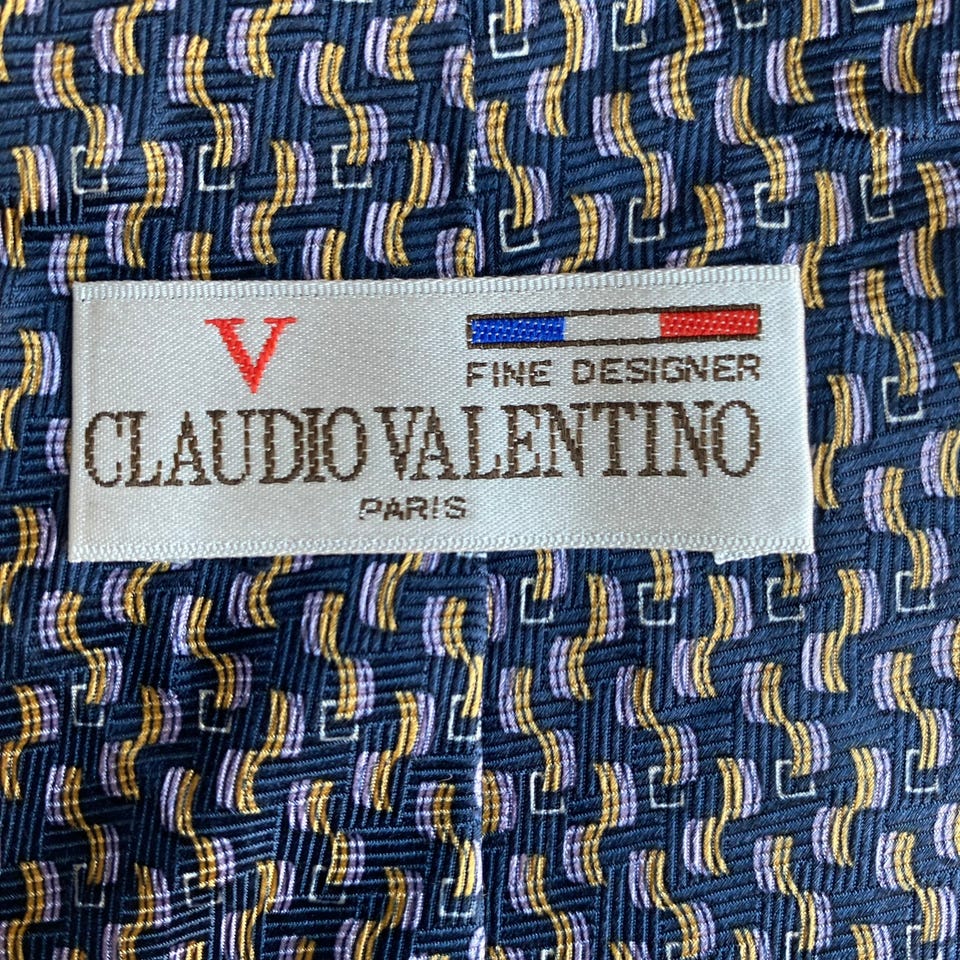 V
FINE DESIGNER
CLAUDIO VALENTINO
PARIS